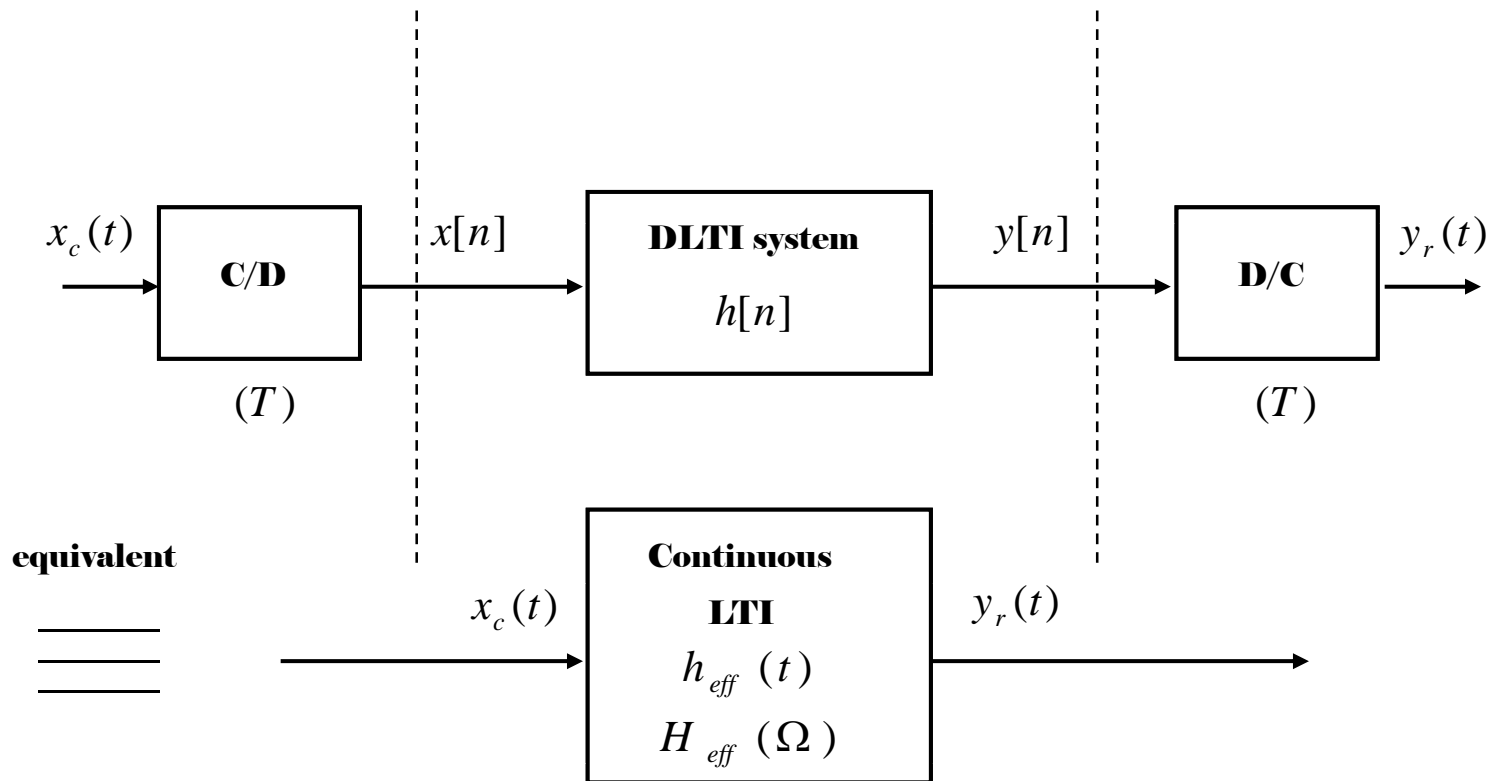 x_c(t)
C/D
(T)
x[n]
DLTI system
h[n]
y[n]
D/C
(T)
y_r(t)
equivalent
x_c(t)
Continuous
LTI
h_eff (t)
H_eff (Ω)
y_r(t)